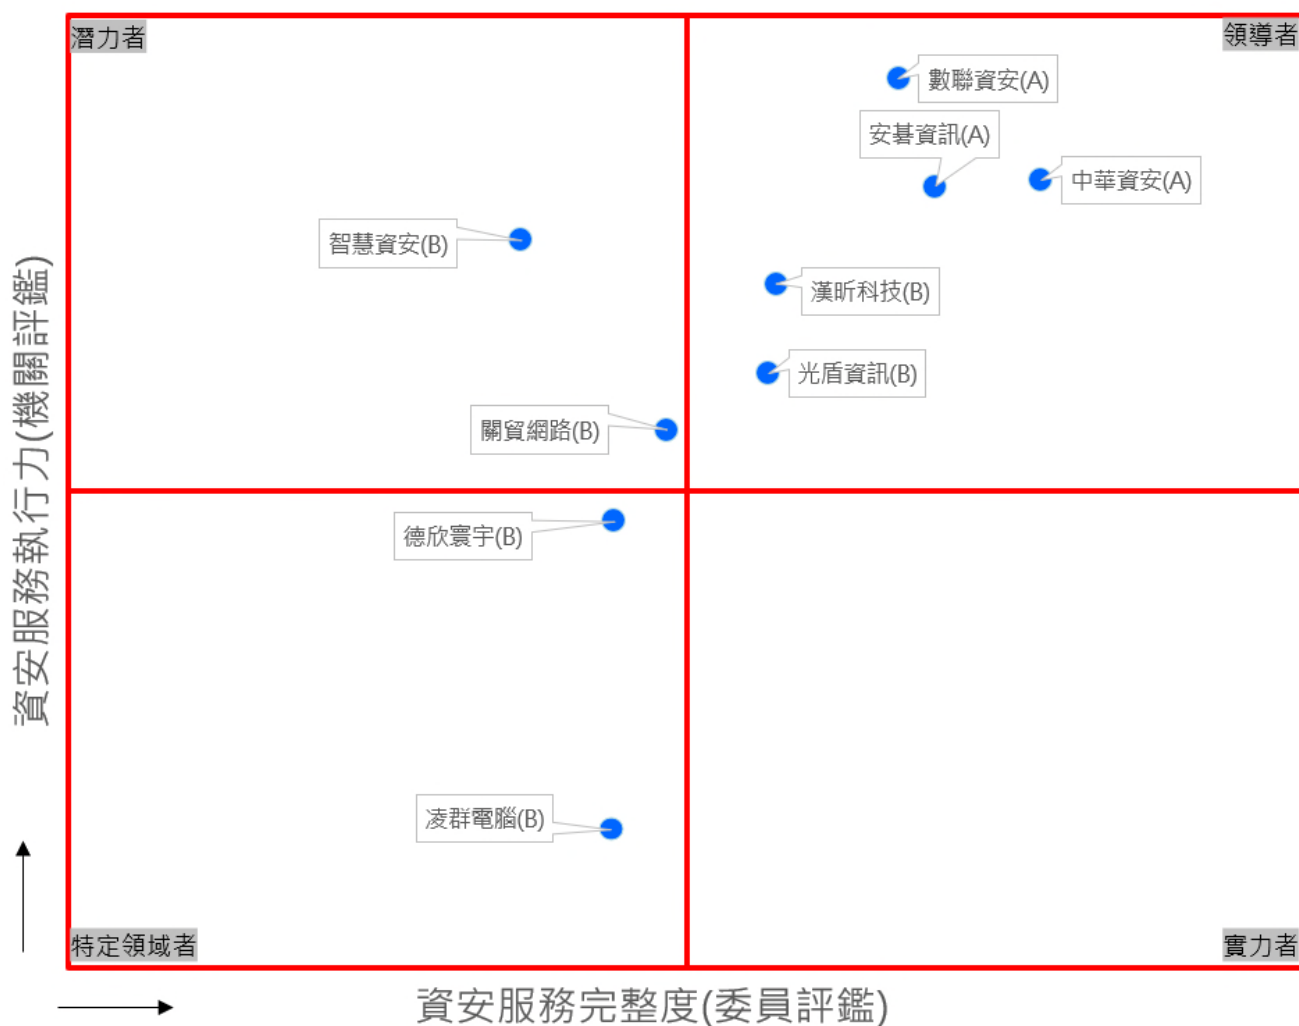 潛力者
領導者
數聯資安(A)
安碁資訊(A)
中華資安(A)
智慧資安(B)
漢昕科技(B)
光盾資訊(B)
關貿網路(B)
德欣寰宇(B)
凌群電腦(B)
特定領域者
實力者
資安服務執行力(機關評鑑)
資安服務完整度(委員評鑑)